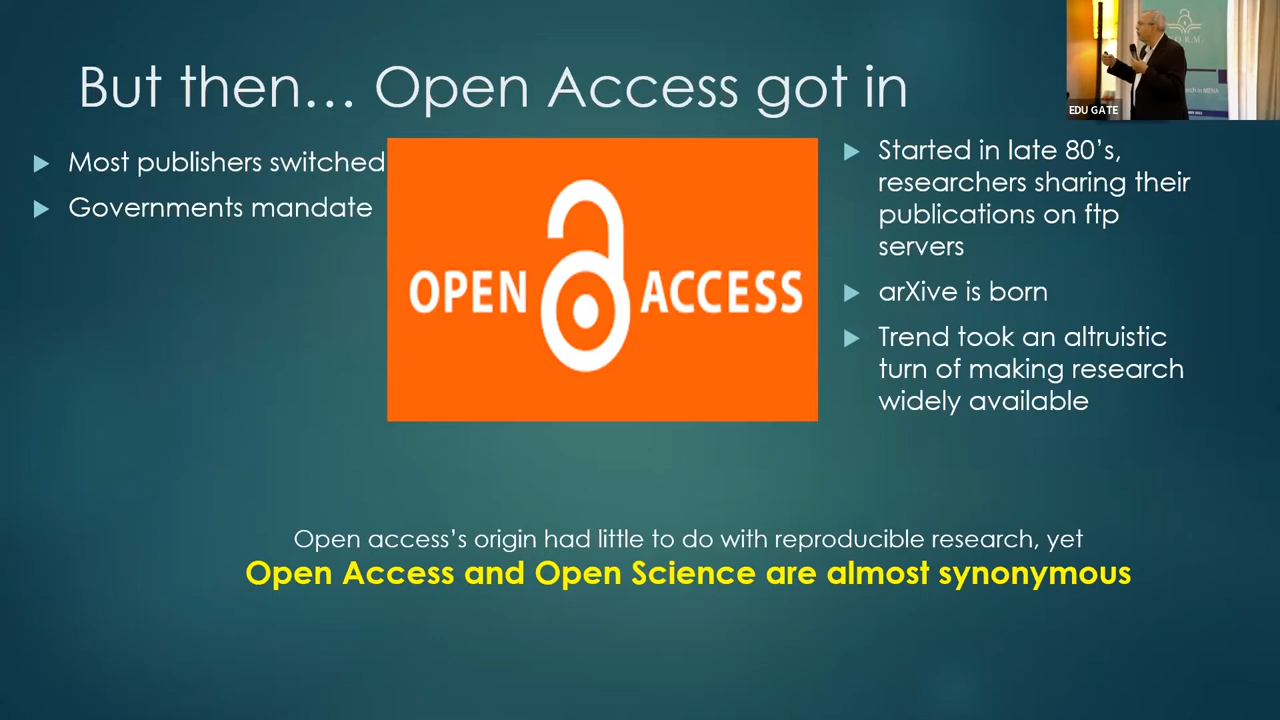 But then... Open Access got in
EDU GATE
Most publishers switched
Governments mandate
OPEN ACCESS
Started in late 80's,
researchers sharing their
publications on ftp
servers
arXive is born
Trend took an altruistic
turn of making research
widely available
Open access's origin had little to do with reproducible research, yet
Open Access and Open Science are almost synonymous